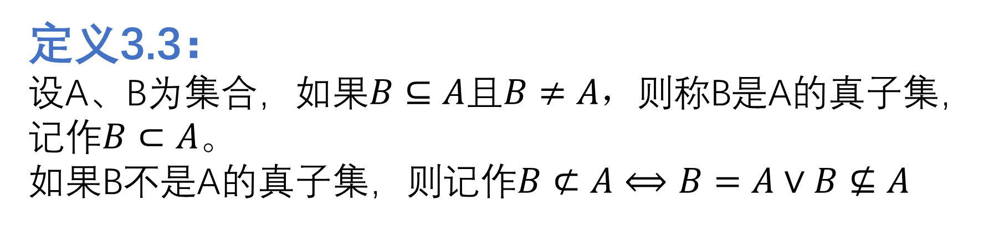 定义3.3：
设A、B为集合，如果B ⊆ A且B ≠ A，则称B是A的真子集，
记作B ⊂ A。
如果B不是A的真子集，则记作B ⊄ A ⟺ B = A ∨ B ⊈ A